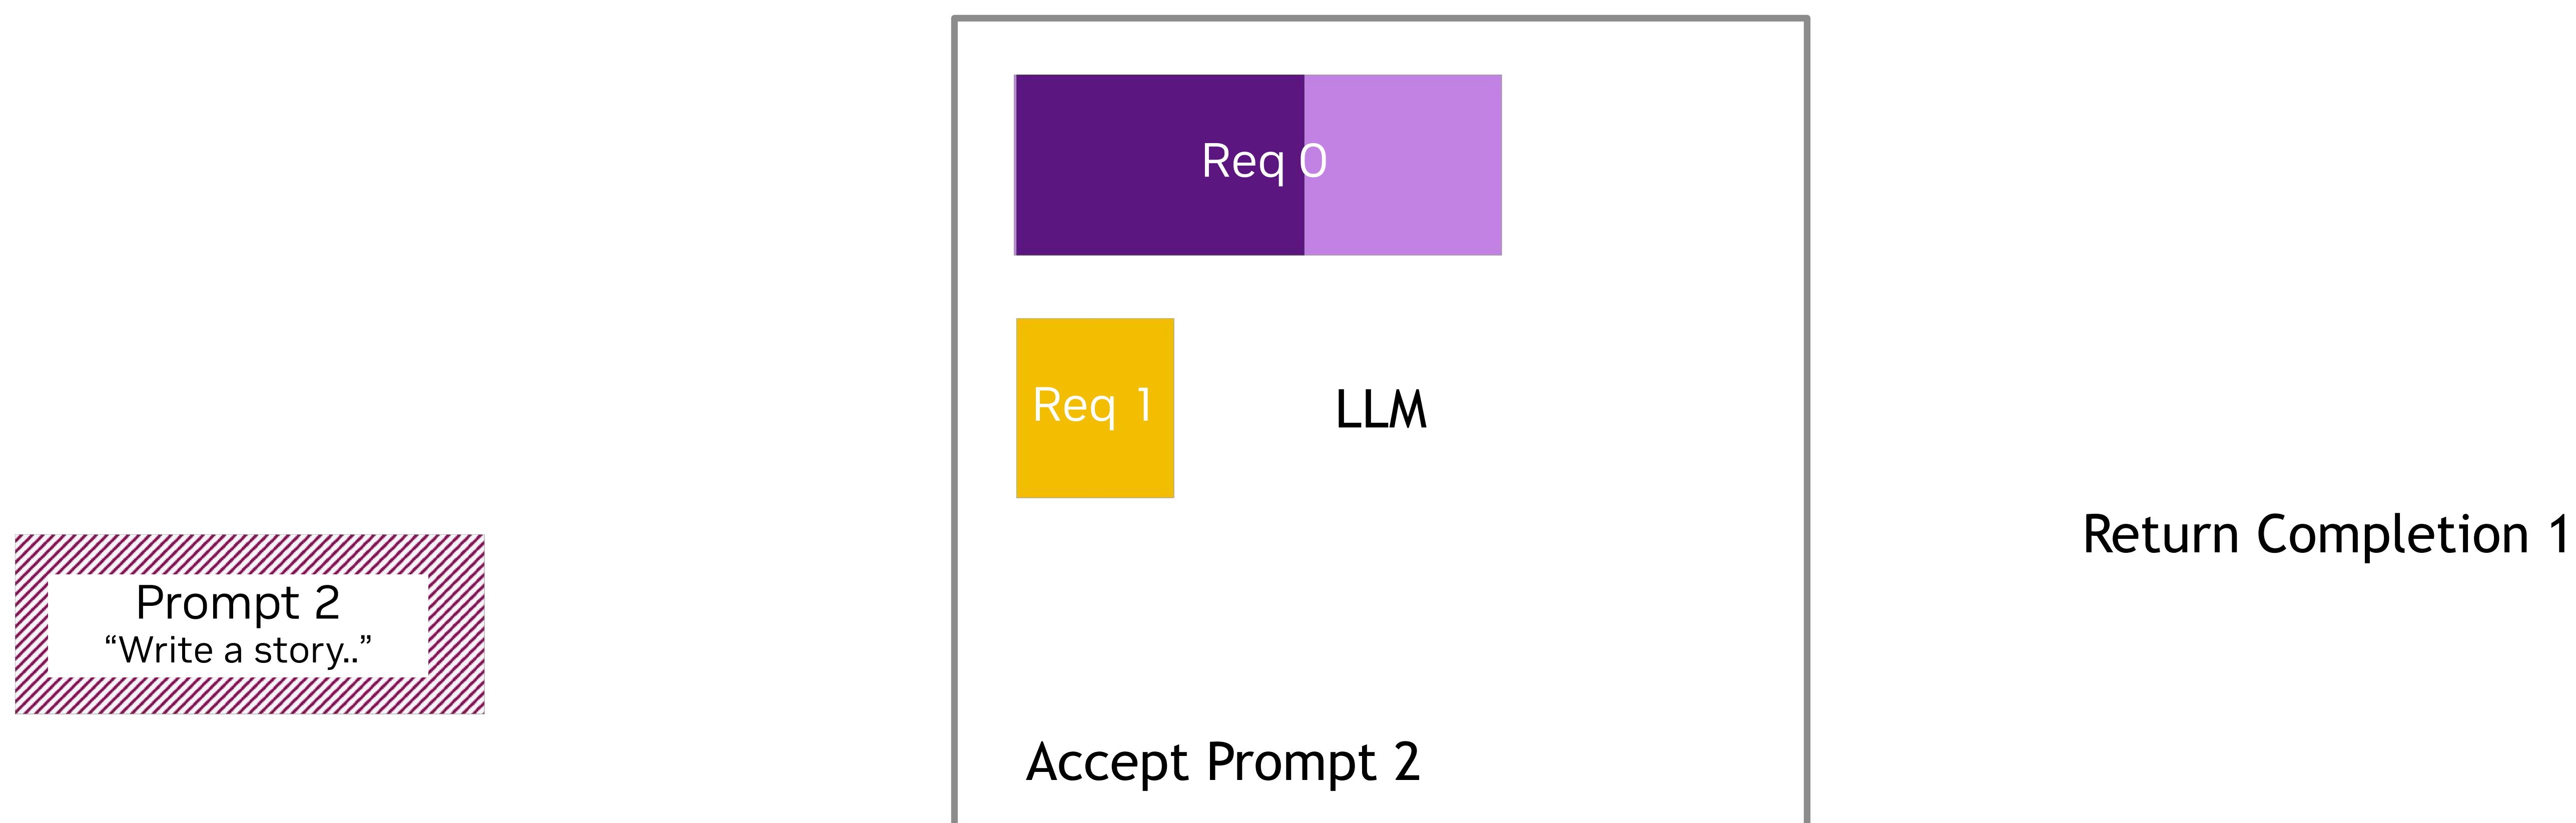 Req 0
Req 1
LLM
Return Completion 1
Prompt 2
“Write a story..”
Accept Prompt 2